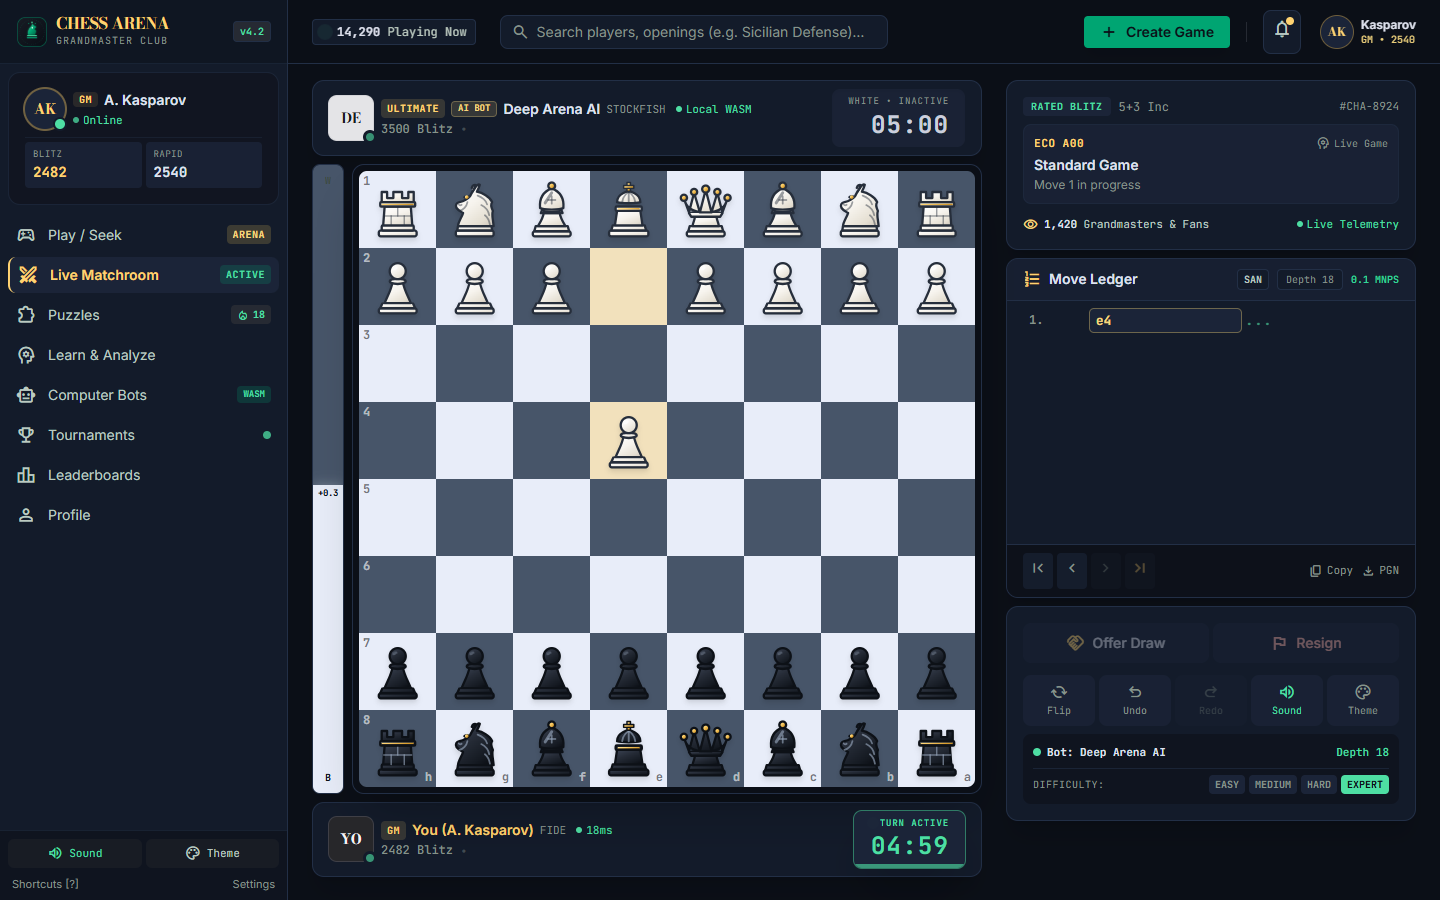 CHESS ARENA
GRANDMASTER CLUB
v4.2
AK
GM A. Kasparov
Online
BLITZ
2482
RAPID
2540
Play / Seek
ARENA
Live Matchroom
ACTIVE
Puzzles
18
Learn & Analyze
Computer Bots
WASM
Tournaments
Leaderboards
Profile
Sound
Theme
Shortcuts [?]
Settings
14,290 Playing Now
Search players, openings (e.g. Sicilian Defense)...
Create Game
AK
Kasparov
GM • 2540
DE
ULTIMATE AI BOT Deep Arena AI STOCKFISH Local WASM
3500 Blitz
WHITE • INACTIVE
05:00
+0.3
B
1
2
3
4
5
6
7
8
h g f e d c b a
YO
GM You (A. Kasparov) FIDE 18ms
2482 Blitz
TURN ACTIVE
04:59
RATED BLITZ 5+3 Inc
#CHA-8924
ECO A00
Live Game
Standard Game
Move 1 in progress
1,420 Grandmasters & Fans
Live Telemetry
Move Ledger
SAN
Depth 18
0.1 MNPS
1. e4 ...
Copy
PGN
Offer Draw
Resign
Flip
Undo
Redo
Sound
Theme
Bot: Deep Arena AI
Depth 18
DIFFICULTY:
EASY
MEDIUM
HARD
EXPERT